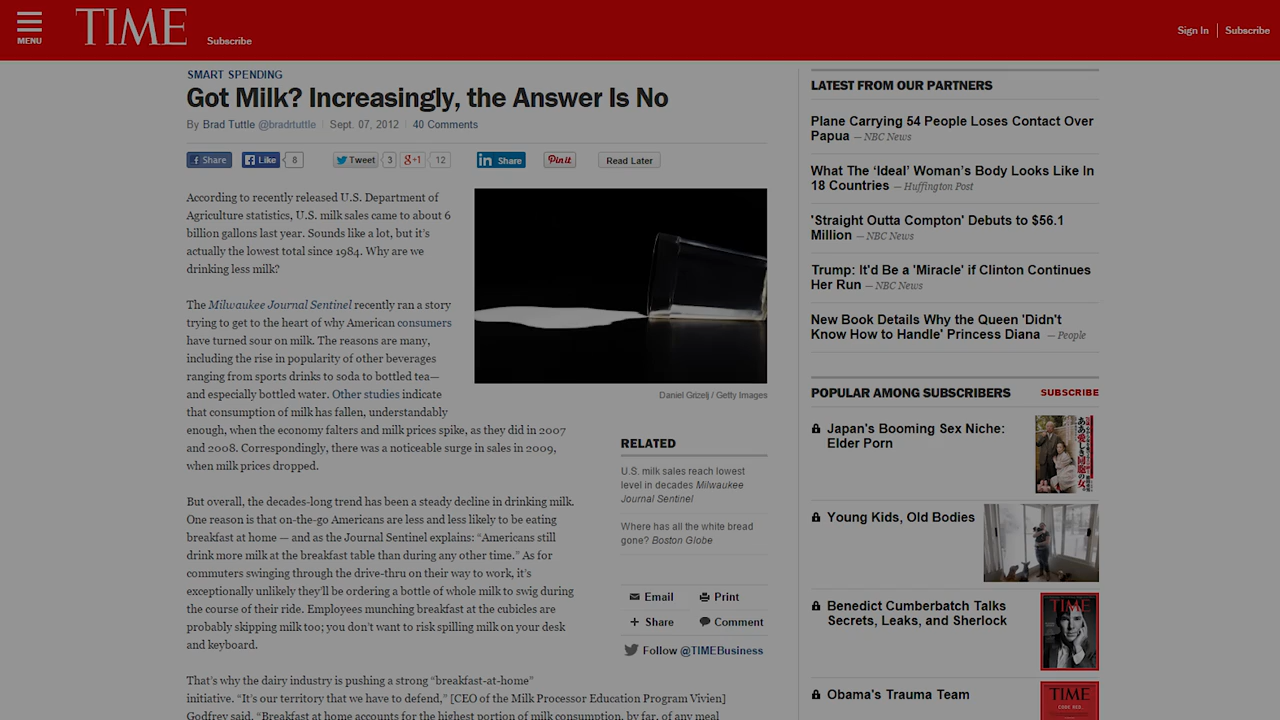 MENU
TIME
Subscribe
Sign In
Subscribe
SMART SPENDING
Got Milk? Increasingly, the Answer Is No
By Brad Tuttle @bradrtuttle Sept. 07, 2012 40 Comments
Share
Like
8
Tweet
3
g+1
12
in Share
Pinit
Read Later
According to recently released U.S. Department of
Agriculture statistics, U.S. milk sales came to about 6
billion gallons last year. Sounds like a lot, but it's
actually the lowest total since 1984. Why are we
drinking less milk?
The Milwaukee Journal Sentinel recently ran a story
trying to get to the heart of why American consumers
have turned sour on milk. The reasons are many,
including the rise in popularity of other beverages
ranging from sports drinks to soda to bottled tea—
and especially bottled water. Other studies indicate
that consumption of milk has fallen, understandably
enough, when the economy falters and milk prices spike, as they did in 2007
and 2008. Correspondingly, there was a noticeable surge in sales in 2009,
when milk prices dropped.
But overall, the decades-long trend has been a steady decline in drinking milk.
One reason is that on-the-go Americans are less and less likely to be eating
breakfast at home — and as the Journal Sentinel explains: “Americans still
drink more milk at the breakfast table than during any other time.” As for
commuters swinging through the drive-thru on their way to work, it's
exceptionally unlikely they'll be ordering a bottle of whole milk to swig during
the course of their ride. Employees munching breakfast at the cubicles are
probably skipping milk too; you don't want to risk spilling milk on your desk
and keyboard.
That's why the dairy industry is pushing a strong “breakfast-at-home”
initiative. “It's our territory that we have to defend,” [CEO of the Milk Processor Education Program Vivien]
Godfrey said. “Breakfast at home accounts for the highest portion of milk consumption, by far, of any meal
Daniel Grizelj / Getty Images
RELATED
U.S. milk sales reach lowest
level in decades Milwaukee
Journal Sentinel
Where has all the white bread
gone? Boston Globe
Email
Print
Share
Comment
Follow @TIMEBusiness
LATEST FROM OUR PARTNERS
Plane Carrying 54 People Loses Contact Over
Papua — NBC News
What The ‘Ideal’ Woman's Body Looks Like In
18 Countries — Huffington Post
'Straight Outta Compton' Debuts to $56.1
Million — NBC News
Trump: It'd Be a 'Miracle' if Clinton Continues
Her Run — NBC News
New Book Details Why the Queen 'Didn't
Know How to Handle' Princess Diana — People
POPULAR AMONG SUBSCRIBERS
SUBSCRIBE
Japan's Booming Sex Niche:
Elder Porn
Young Kids, Old Bodies
Benedict Cumberbatch Talks
Secrets, Leaks, and Sherlock
TIME
Obama's Trauma Team
TIME
CODE RED